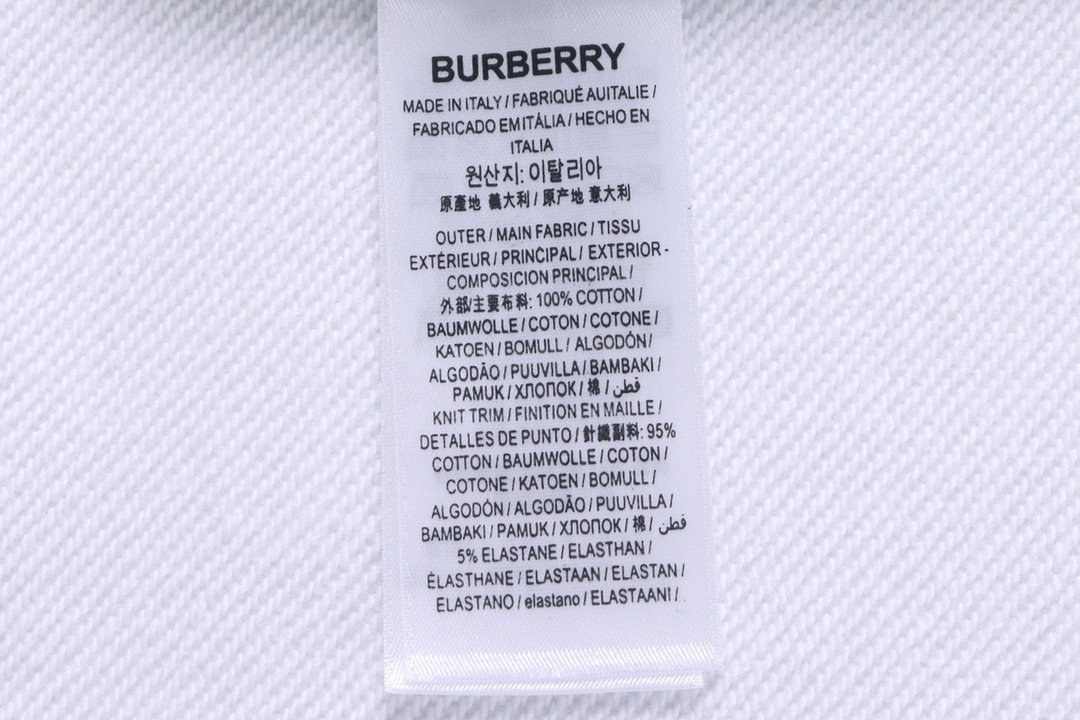 BURBERRY
MADE IN ITALY / FABRIQUÉ AUITALIE /
FABRICADO EM ITÁLIA / HECHO EN
ITALIA
원산지: 이탈리아
原產地 義大利 / 原产地 意大利
OUTER / MAIN FABRIC / TISSU
EXTÉRIEUR / PRINCIPAL / EXTERIOR -
COMPOSICION PRINCIPAL /
外部/主要布料: 100% COTTON /
BAUMWOLLE / COTON / COTONE /
KATOEN / BOMULL / ALGODÓN /
ALGODÃO / PUUVILLA / BAMBAKI /
PAMUK / ХЛОПОК / 棉 / قطن
KNIT TRIM / FINITION EN MAILLE /
DETALLES DE PUNTO / 針織副料: 95%
COTTON / BAUMWOLLE / COTON /
COTONE / KATOEN / BOMULL /
ALGODÓN / ALGODÃO / PUUVILLA /
BAMBAKI / PAMUK / ХЛОПОК / 棉 / قطن
5% ELASTANE / ELASTHAN /
ÉLASTHANE / ELASTAAN / ELASTAN /
ELASTANO / elastano / ELASTAANI /